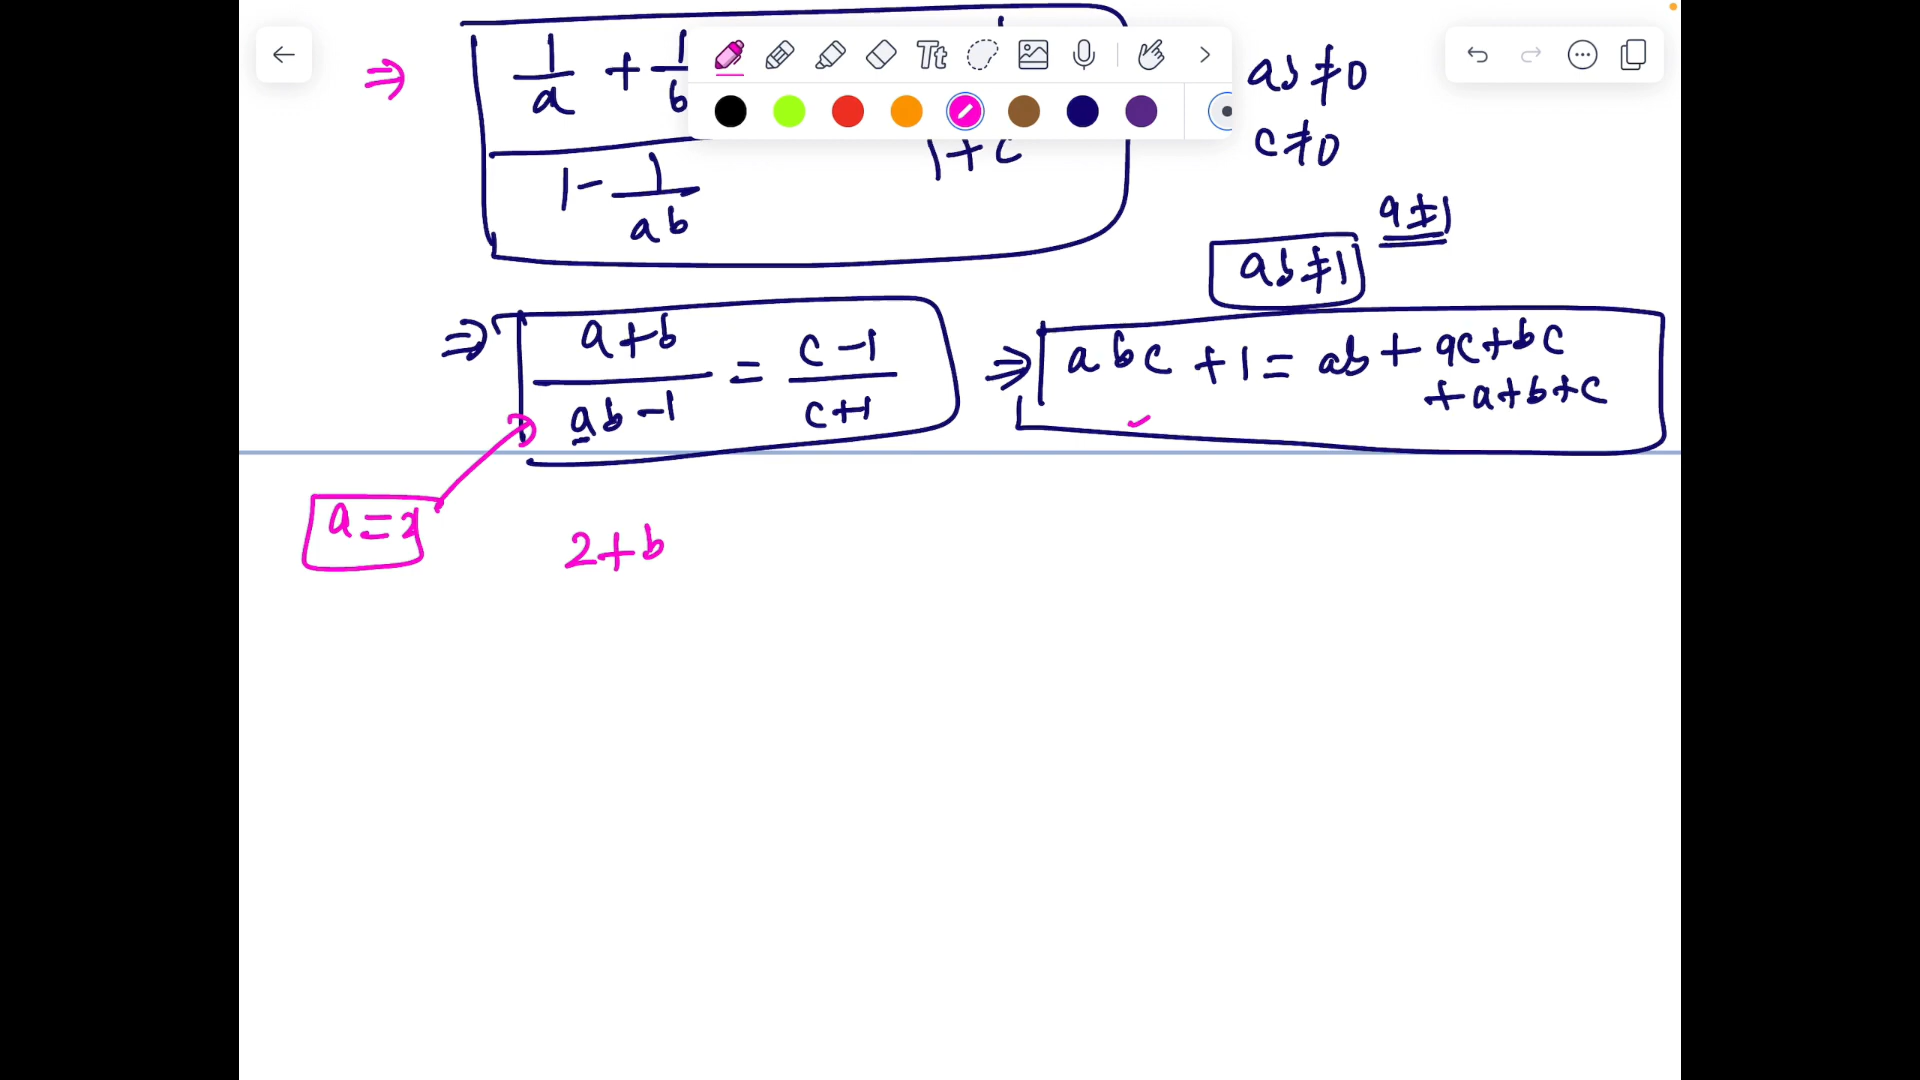 ⇒ 1/a + 1/b
1 - 1/ab
1+c
ab ≠ 0
c ≠ 0
a ≠ 1
ab ≠ 1
⇒ (a+b)/(ab-1) = (c-1)/(c+1)
⇒ abc + 1 = ab + ac + bc
+ a + b + c
a = 2
2 + b
Tt